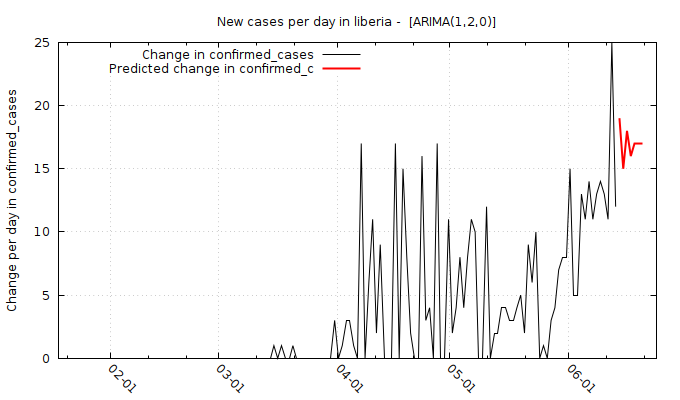 New cases per day in liberia -  [ARIMA(1,2,0)]
Change in confirmed_cases
Predicted change in confirmed_c
Change per day in confirmed_cases
25
20
15
10
5
0
02-01
03-01
04-01
05-01
06-01